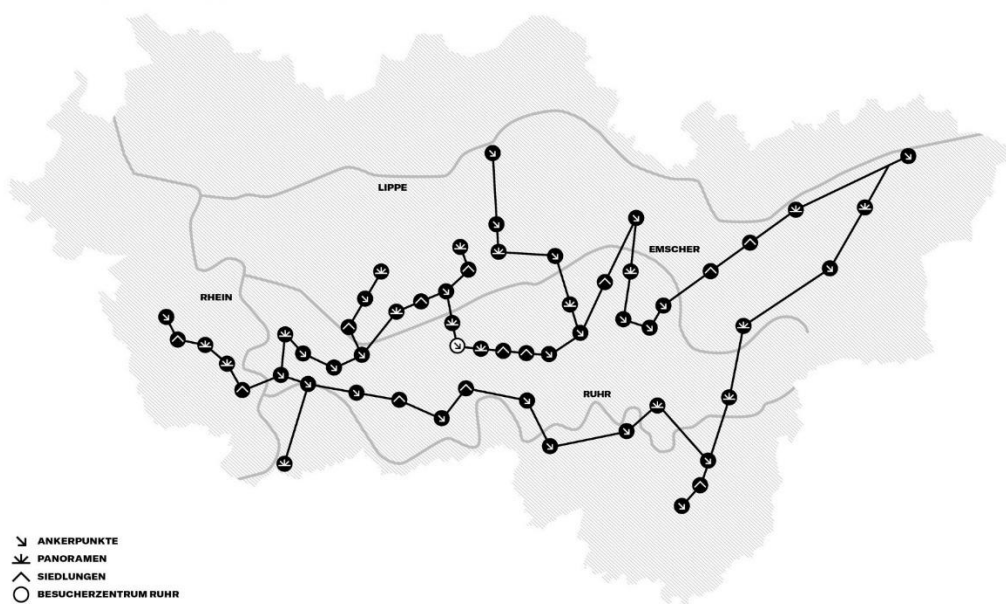 LIPPE
EMSCHER
RHEIN
RUHR
ANKERPUNKTE
PANORAMEN
SIEDLUNGEN
BESUCHERZENTRUM RUHR